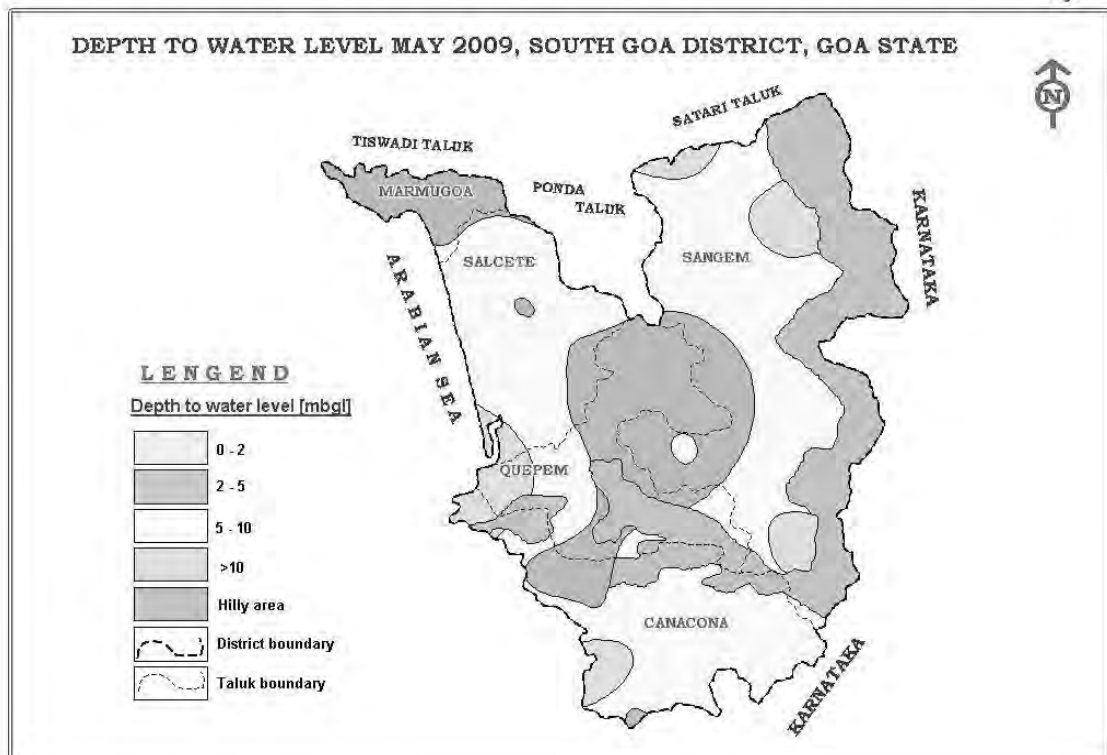 DEPTH TO WATER LEVEL MAY 2009, SOUTH GOA DISTRICT, GOA STATE
N
SATARI TALUK
TISWADI TALUK
MARMUGOA
PONDA
TALUK
KARNATAKA
SALCETE
SANGEM
ARABIAN SEA
LENGEND
Depth to water level [mbgl]
0 - 2
2 - 5
5 - 10
>10
Hilly area
District boundary
Taluk boundary
QUEPEM
CANACONA
KARNATAKA